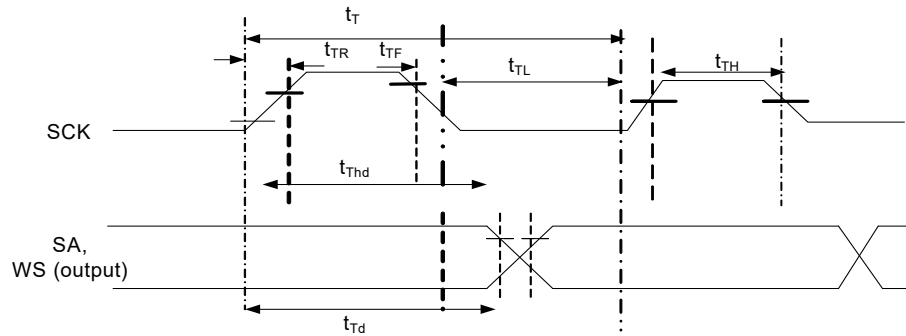 tT
tTR
tTF
tTL
tTH
SCK
tThd
SA,
WS (output)
tTd